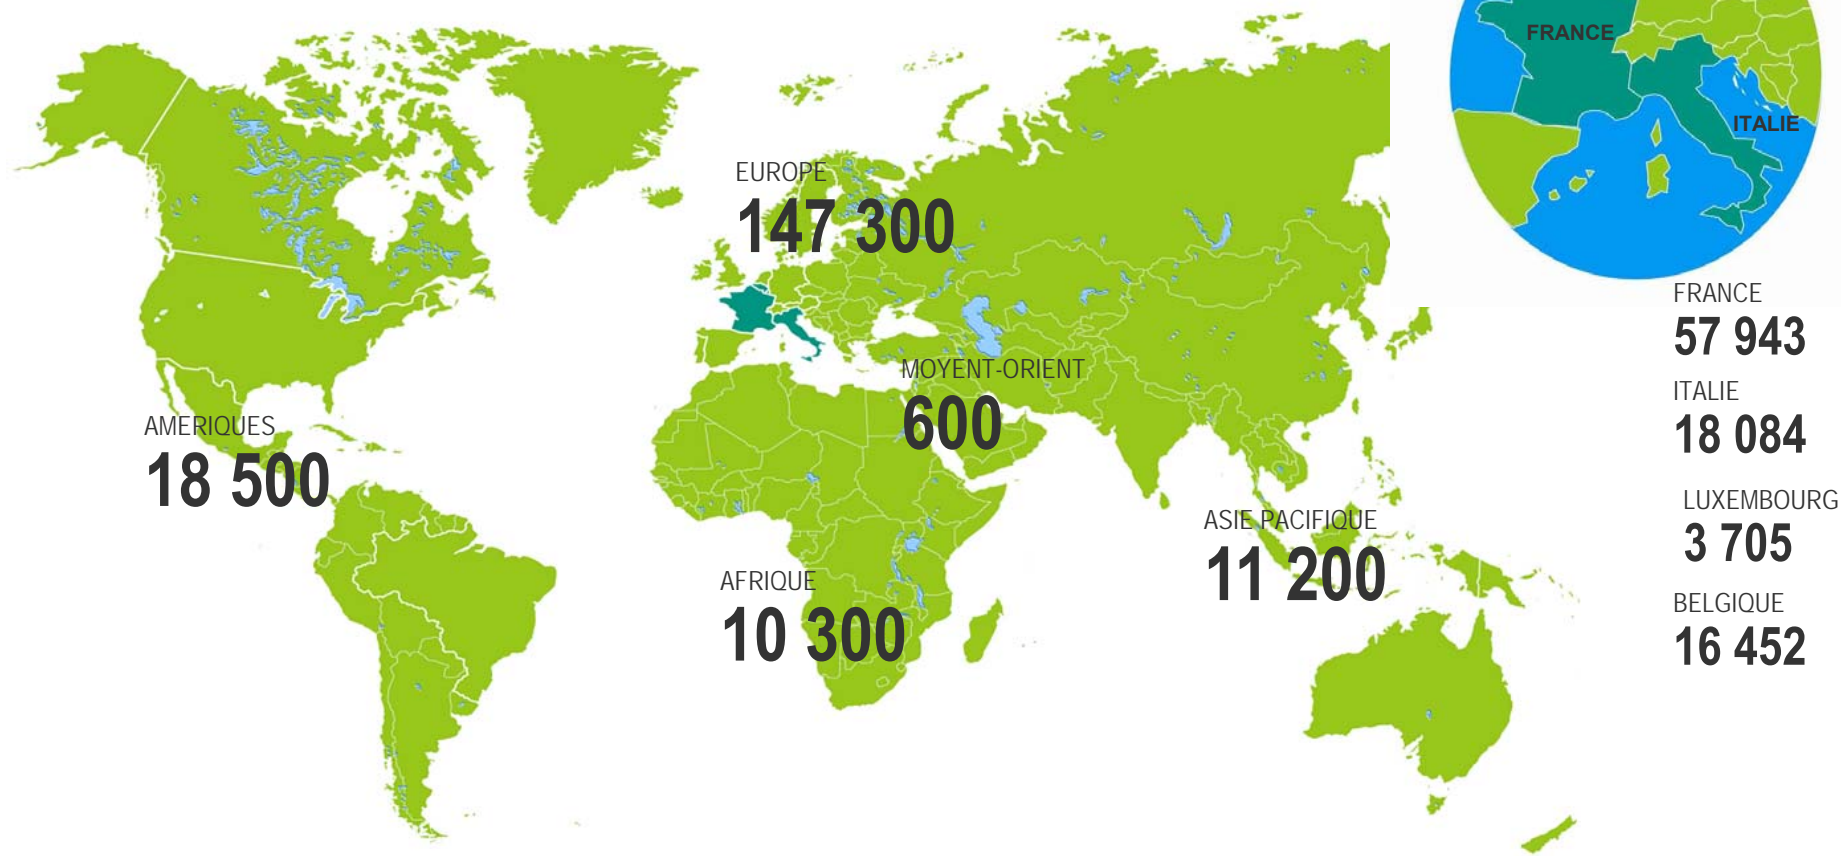 FRANCE
ITALIE
EUROPE
147 300
MOYENT-ORIENT
600
AMERIQUES
18 500
ASIE PACIFIQUE
11 200
AFRIQUE
10 300
FRANCE
57 943
ITALIE
18 084
LUXEMBOURG
3 705
BELGIQUE
16 452